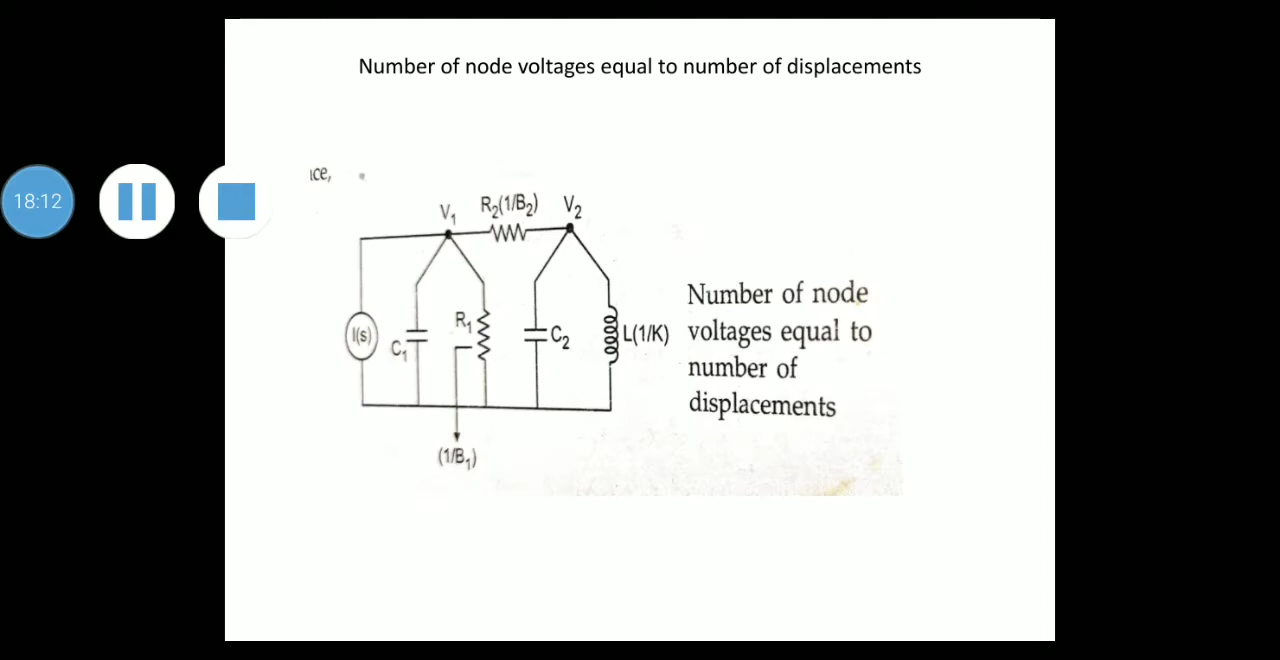 Number of node voltages equal to number of displacements
18:12
ıce,
V₁
R₂(1/B₂)
V₂
I(s)
C₁
R₁
C₂
L(1/K)
(1/B₁)
Number of node
voltages equal to
number of
displacements